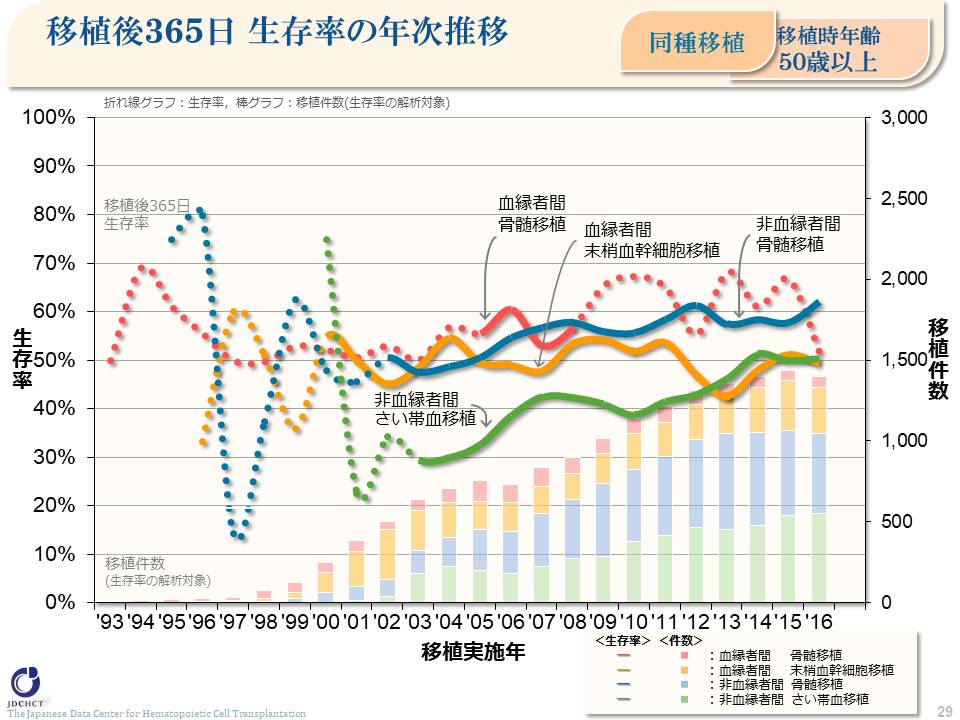 移植後365日 生存率の年次推移
同種移植
移植時年齢
50歳以上
折れ線グラフ：生存率，棒グラフ：移植件数(生存率の解析対象)
100%
90%
80%
70%
60%
50%
40%
30%
20%
10%
0%
生存率
3,000
2,500
2,000
1,500
1,000
500
0
移植件数
移植後365日
生存率
血縁者間
骨髄移植
血縁者間
末梢血幹細胞移植
非血縁者間
骨髄移植
非血縁者間
さい帯血移植
移植件数
(生存率の解析対象)
'93 '94 '95 '96 '97 '98 '99 '00 '01 '02 '03 '04 '05 '06 '07 '08 '09 '10 '11 '12 '13 '14 '15 '16
移植実施年
＜生存率＞ ＜件数＞
：血縁者間 骨髄移植
：血縁者間 末梢血幹細胞移植
：非血縁者間 骨髄移植
：非血縁者間 さい帯血移植
JDCHCT
The Japanese Data Center for Hematopoietic Cell Transplantation
29